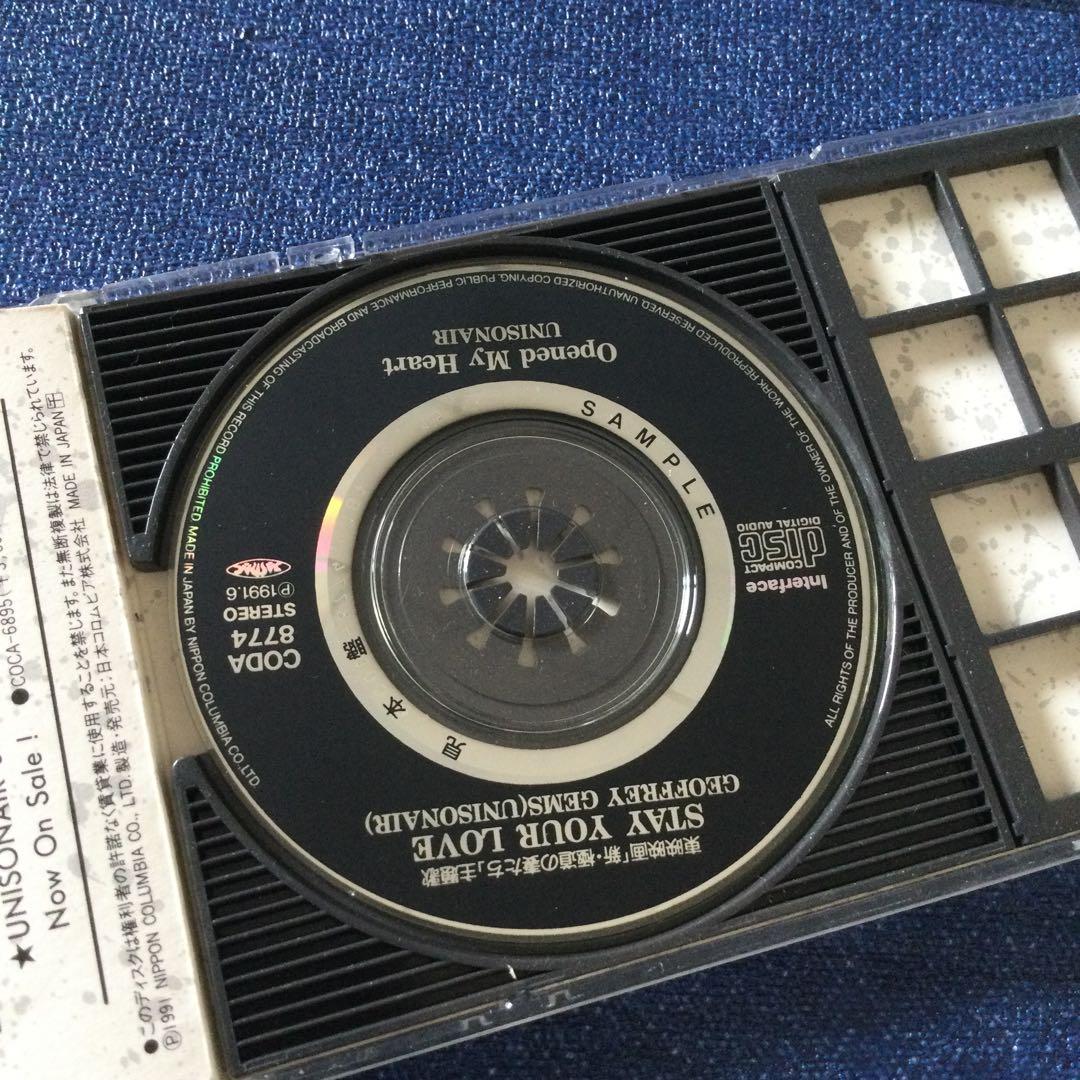 東映映画「新・極道の妻たち」主題歌
STAY YOUR LOVE
GEOFFREY GEMS(UNISONAIR)
見本盤
SAMPLE
CODA
8774
STEREO
Ⓟ1991.6
Interface
COMPACT
disc
DIGITAL AUDIO
Opened My Heart
UNISONAIR
ALL RIGHTS OF THE PRODUCER AND OF THE OWNER OF THE WORK REPRODUCED RESERVED. UNAUTHORIZED COPYING. PUBLIC PERFORMANCE AND BROADCASTING OF THIS RECORD PROHIBITED. MADE IN JAPAN BY NIPPON COLUMBIA CO., LTD.
★UNISONAIR
●COCA-6895
Now On Sale!
●このディスクは権利者の許諾なく賃貸業に使用することを禁じます。また無断複製は法律で禁じられています。
Ⓟ1991 NIPPON COLUMBIA CO., LTD. 製造・発売元:日本コロムビア株式会社 MADE IN JAPAN